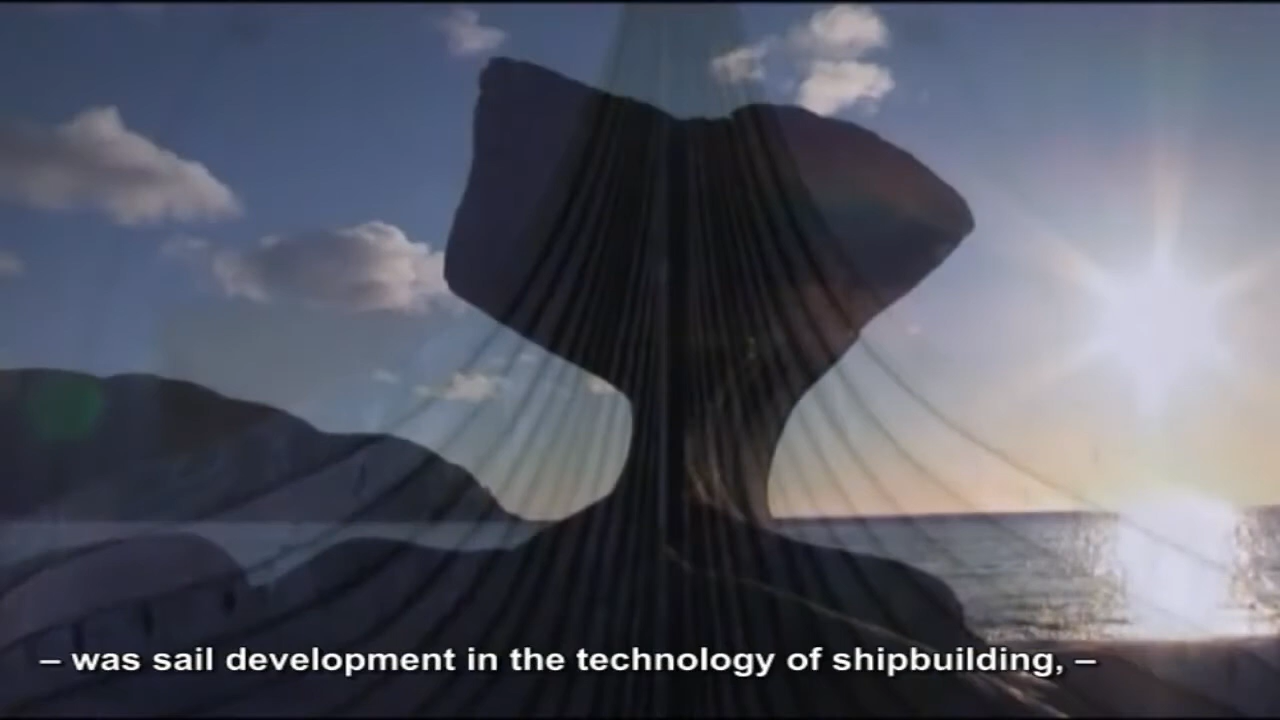 – was sail development in the technology of shipbuilding, –